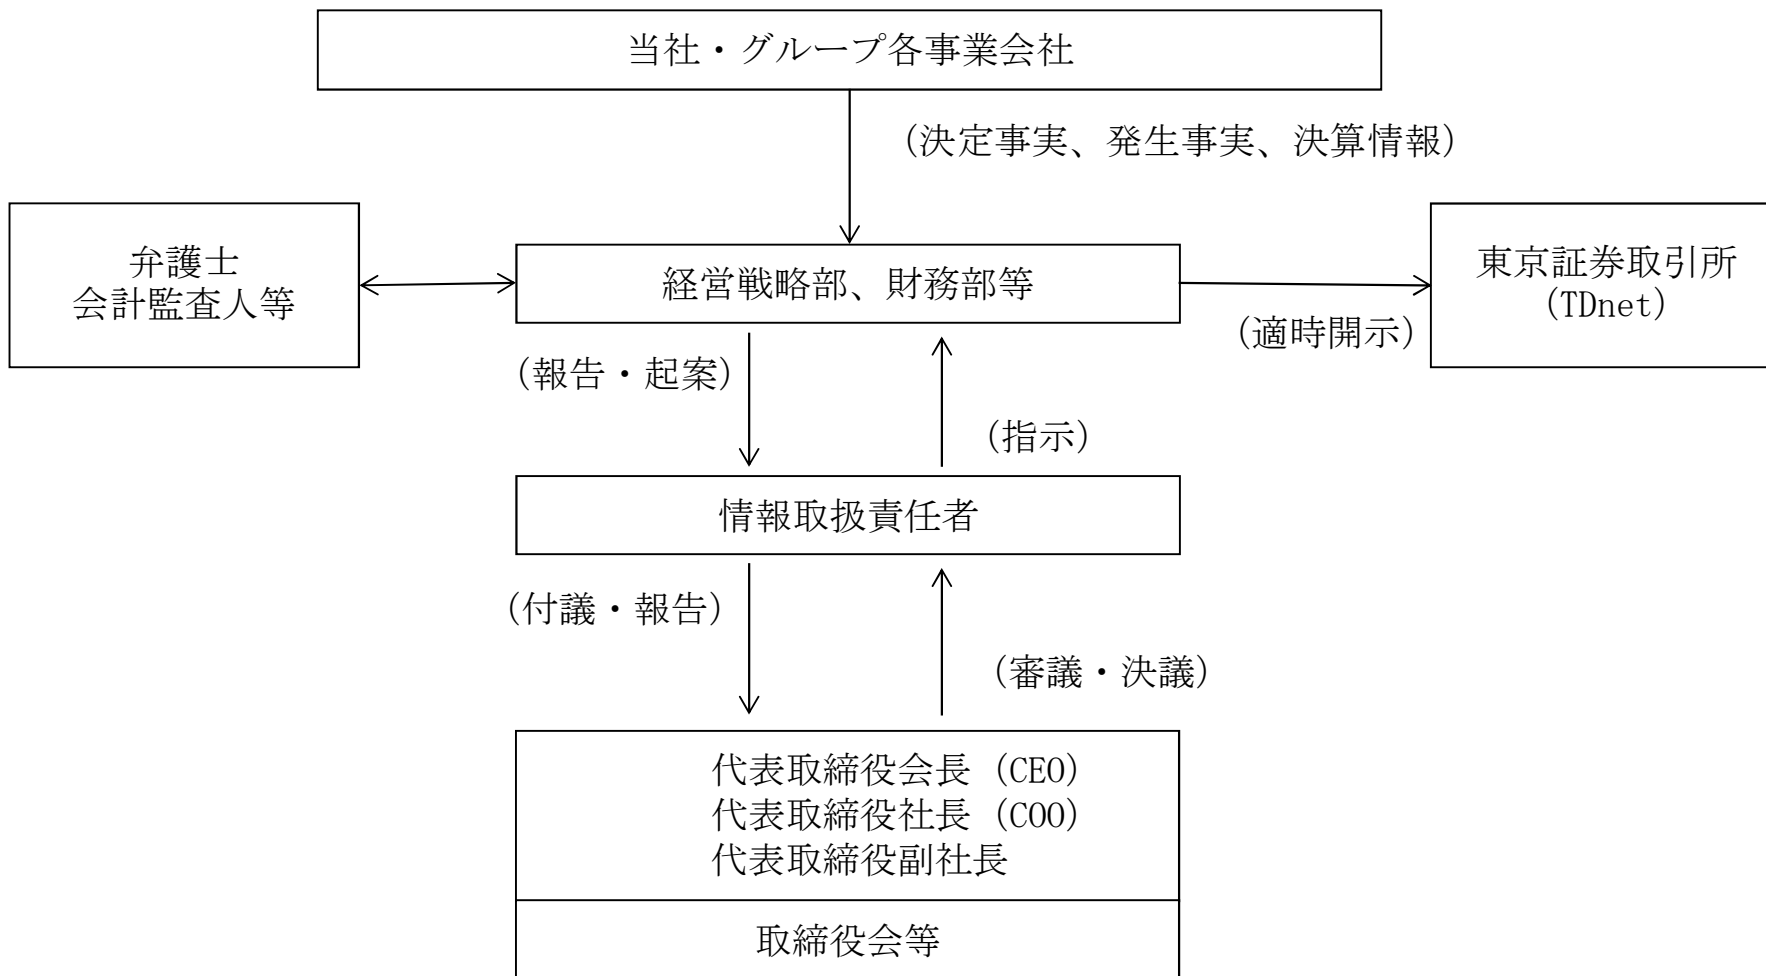 当社・グループ各事業会社
(決定事実、発生事実、決算情報)
弁護士
会計監査人等
経営戦略部、財務部等
東京証券取引所
(TDnet)
(適時開示)
(報告・起案)
(指示)
情報取扱責任者
(付議・報告)
(審議・決議)
代表取締役会長 (CEO)
代表取締役社長 (COO)
代表取締役副社長
取締役会等